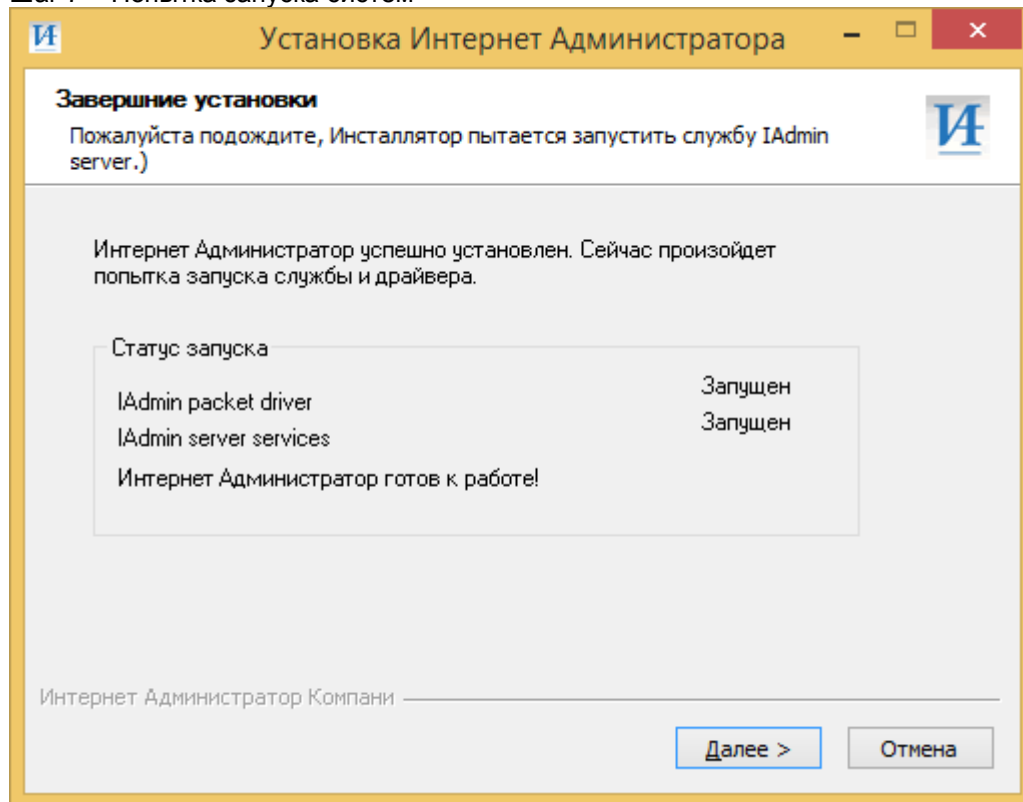 Установка Интернет Администратора
Завершние установки
Пожалуйста подождите, Инсталлятор пытается запустить службу IAdmin
server.)
Интернет Администратор успешно установлен. Сейчас произойдет
попытка запуска службы и драйвера.
Статус запуска
IAdmin packet driver Запущен
IAdmin server services Запущен
Интернет Администратор готов к работе!
Интернет Администратор Компани
Далее >
Отмена